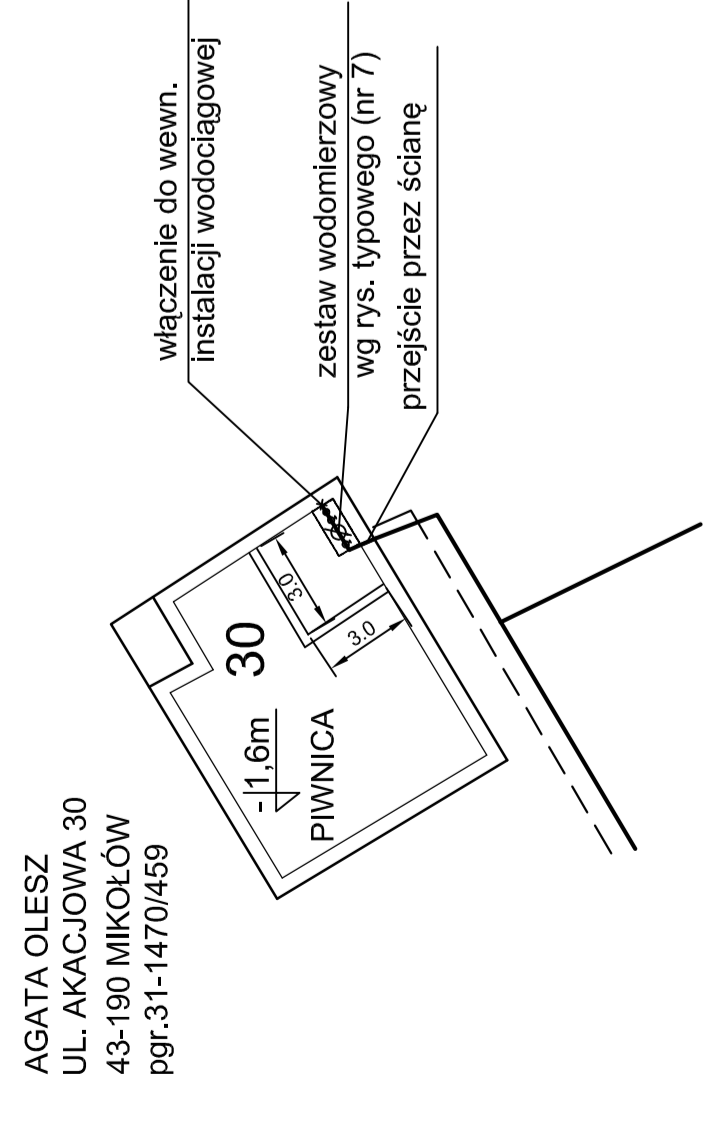 AGATA OLESZ
UL. AKACJOWA 30
43-190 MIKOŁÓW
pgr.31-1470/459
włączenie do wewn.
instalacji wodociągowej
zestaw wodomierzowy
wg rys. typowego (nr 7)
przejście przez ścianę
30
3.0
3.0
-1,6m
PIWNICA